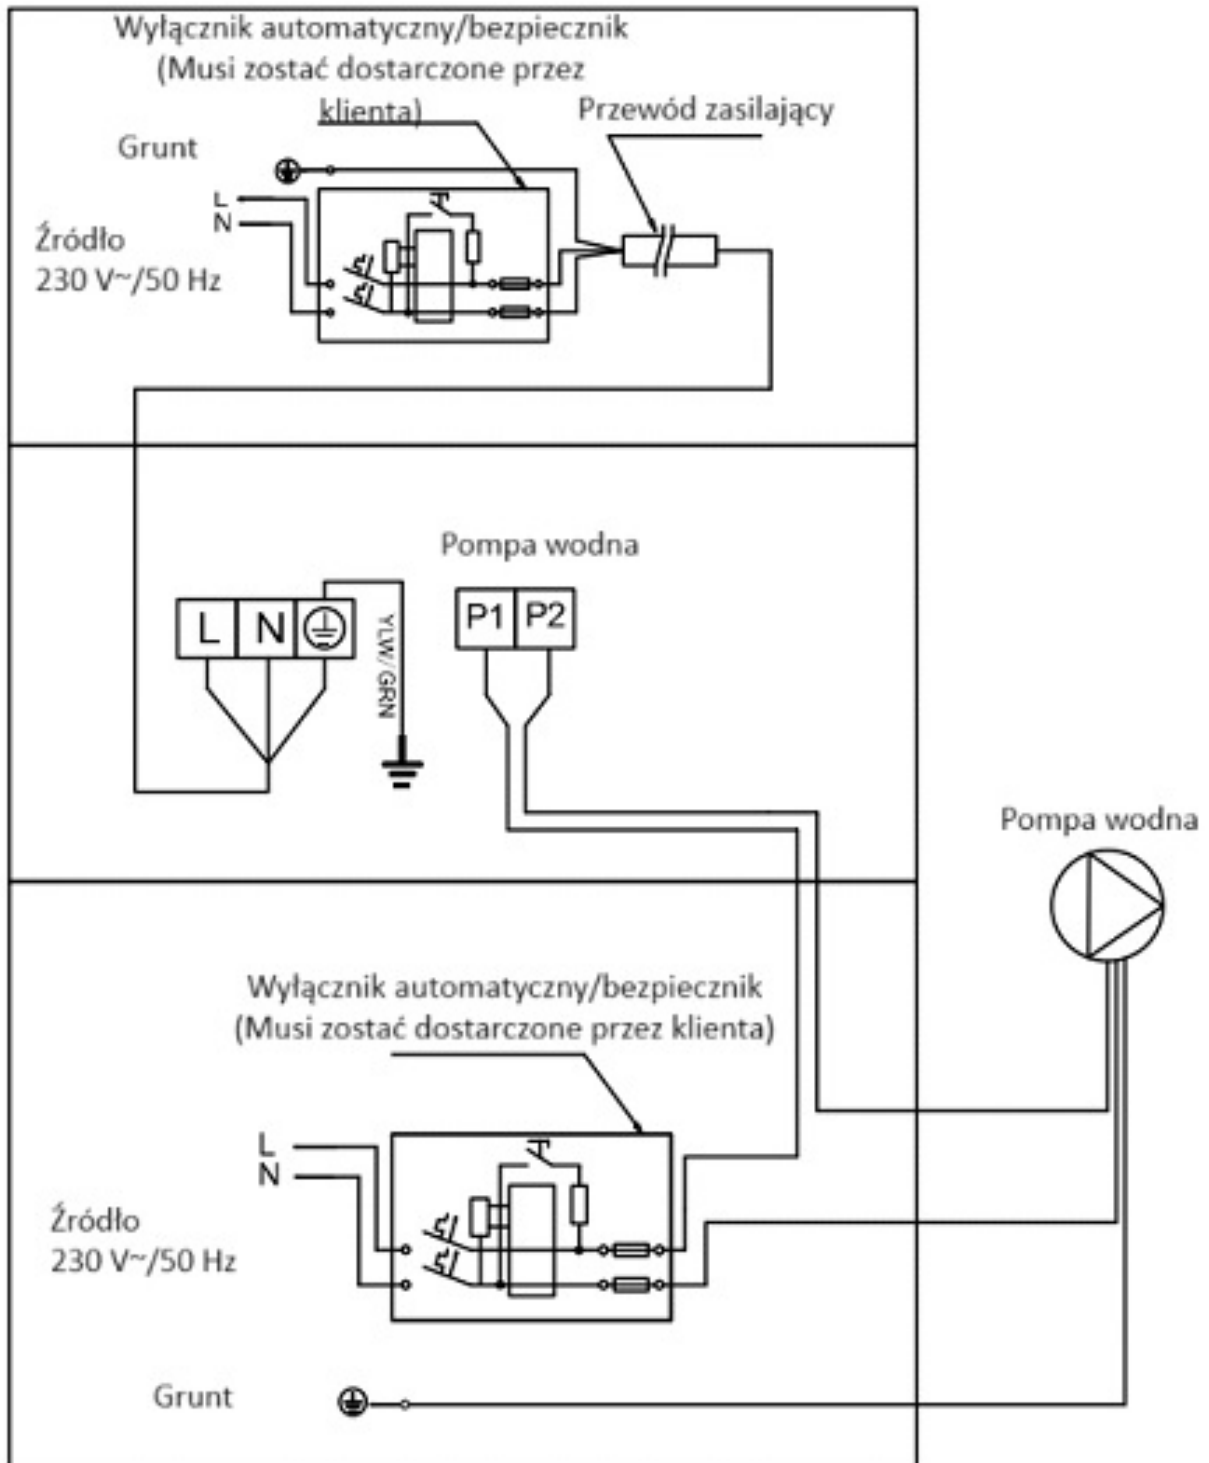 Wyłącznik automatyczny/bezpiecznik
(Musi zostać dostarczone przez
klienta)
Przewód zasilający
Grunt
L
N
Źródło
230 V~/50 Hz
Pompa wodna
L N
P1 P2
YLW/GRN
Pompa wodna
Wyłącznik automatyczny/bezpiecznik
(Musi zostać dostarczone przez klienta)
L
N
Źródło
230 V~/50 Hz
Grunt